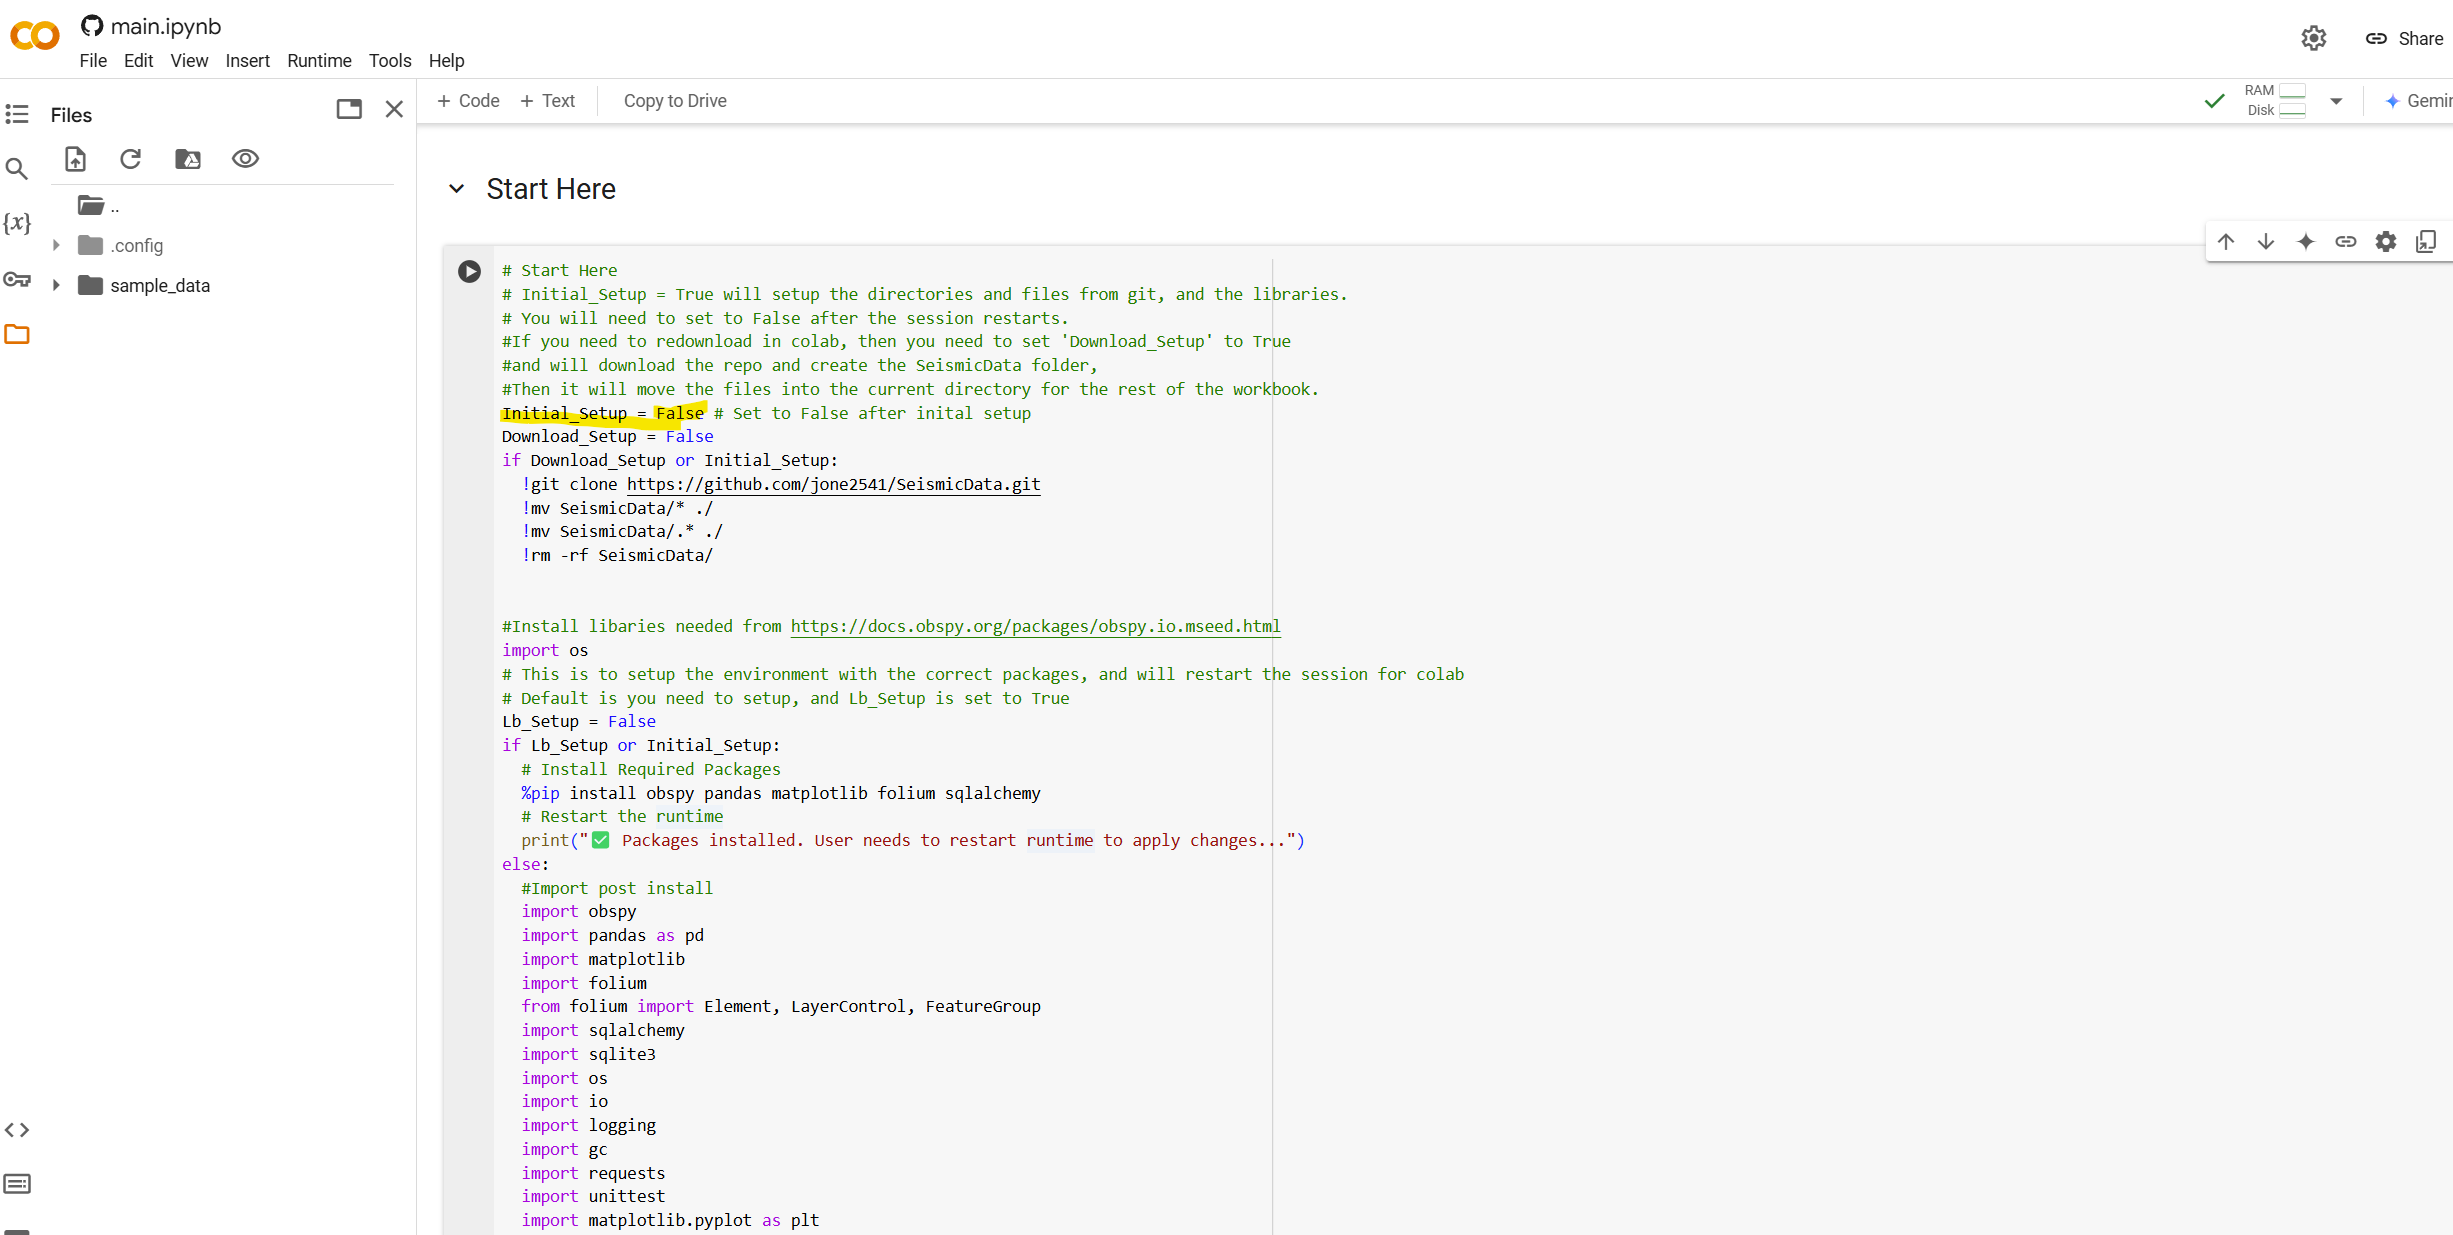 main.ipynb
File Edit View Insert Runtime Tools Help
Share
Files
+ Code + Text Copy to Drive
RAM
Disk
Gemin
..
.config
sample_data
{x}
Start Here
# Start Here
# Initial_Setup = True will setup the directories and files from git, and the libraries.
# You will need to set to False after the session restarts.
#If you need to redownload in colab, then you need to set 'Download_Setup' to True
#and will download the repo and create the SeismicData folder,
#Then it will move the files into the current directory for the rest of the workbook.
Initial_Setup = False # Set to False after inital setup
Download_Setup = False
if Download_Setup or Initial_Setup:
  !git clone https://github.com/jone2541/SeismicData.git
  !mv SeismicData/* ./
  !mv SeismicData/.* ./
  !rm -rf SeismicData/
#Install libaries needed from https://docs.obspy.org/packages/obspy.io.mseed.html
import os
# This is to setup the environment with the correct packages, and will restart the session for colab
# Default is you need to setup, and Lb_Setup is set to True
Lb_Setup = False
if Lb_Setup or Initial_Setup:
  # Install Required Packages
  %pip install obspy pandas matplotlib folium sqlalchemy
  # Restart the runtime
  print("✅ Packages installed. User needs to restart runtime to apply changes...")
else:
  #Import post install
  import obspy
  import pandas as pd
  import matplotlib
  import folium
  from folium import Element, LayerControl, FeatureGroup
  import sqlalchemy
  import sqlite3
  import os
  import io
  import logging
  import gc
  import requests
  import unittest
  import matplotlib.pyplot as plt